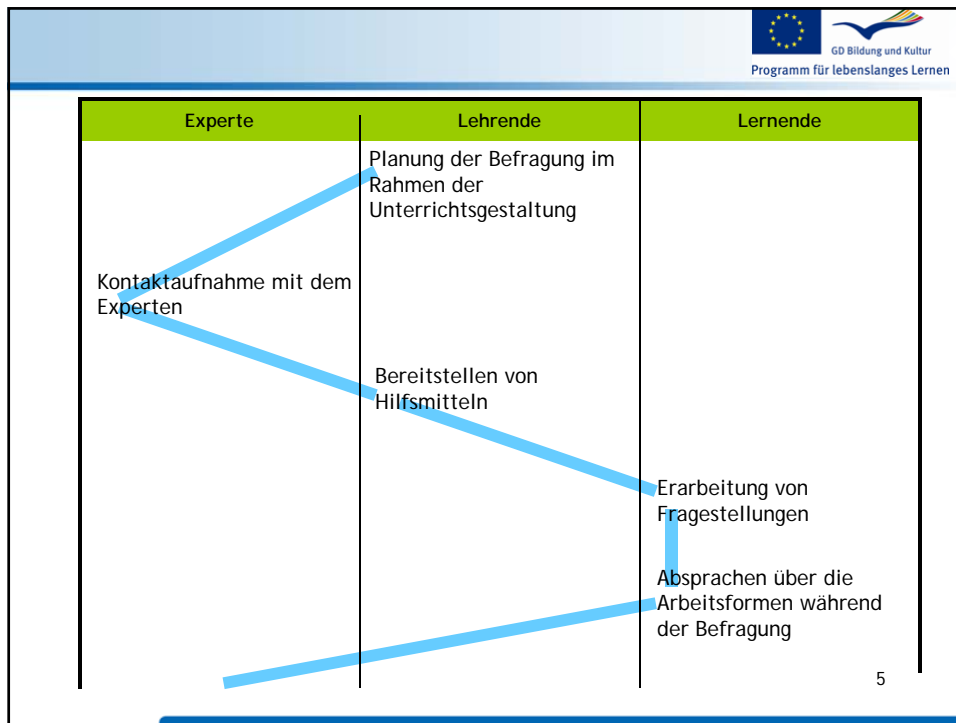 GD Bildung und Kultur
Programm für lebenslanges Lernen
Experte
Lehrende
Lernende
Planung der Befragung im
Rahmen der
Unterrichtsgestaltung
Kontaktaufnahme mit dem
Experten
Bereitstellen von
Hilfsmitteln
Erarbeitung von
Fragestellungen
Absprachen über die
Arbeitsformen während
der Befragung
5